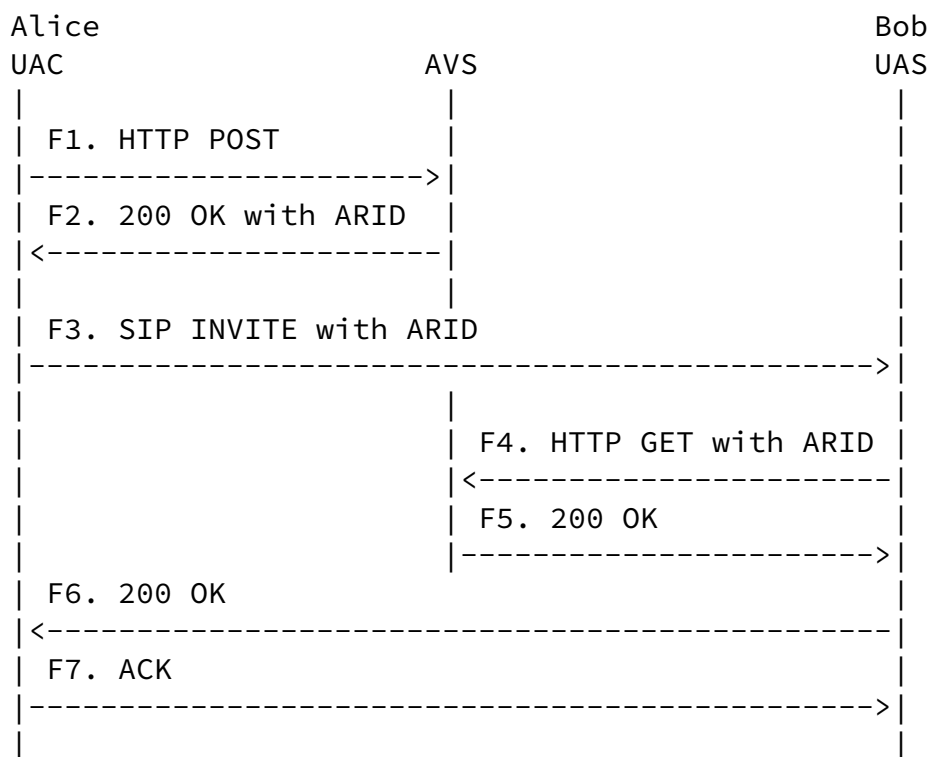 Alice Bob
UAC AVS UAS
F1. HTTP POST
F2. 200 OK with ARID
F3. SIP INVITE with ARID
F4. HTTP GET with ARID
F5. 200 OK
F6. 200 OK
F7. ACK